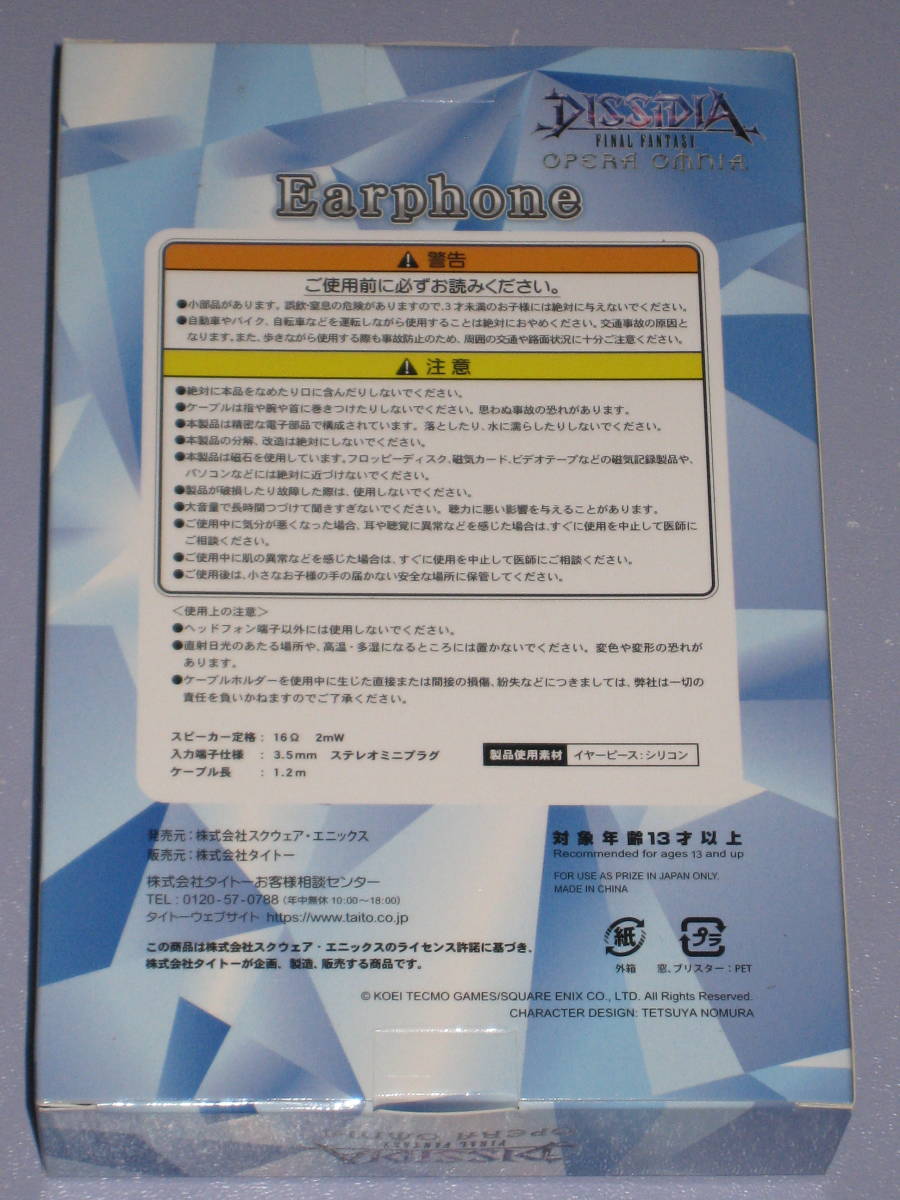 DISSIDIA
FINAL FANTASY
OPERA OMNIA
Earphone
警告
ご使用前に必ずお読みください。
●小部品があります。誤飲・窒息の危険がありますので、3才未満のお子様には絶対に与えないでください。
●自動車やバイク、自転車などを運転しながら使用することは絶対におやめください。交通事故の原因と
なります。また、歩きながら使用する際も事故防止のため、周囲の交通や路面状況に十分ご注意ください。
注意
●絶対に本品をなめたり口に含んだりしないでください。
●ケーブルは指や腕や首に巻きつけたりしないでください。思わぬ事故の恐れがあります。
●本製品は精密な電子部品で構成されています。落としたり、水に濡らしたりしないでください。
●本製品の分解、改造は絶対にしないでください。
●本製品は磁石を使用しています。フロッピーディスク、磁気カード、ビデオテープなどの磁気記録製品や、
パソコンなどには絶対に近づけないでください。
●製品が破損したり故障した際は、使用しないでください。
●大音量で長時間つづけて聞きすぎないでください。聴力に悪い影響を与えることがあります。
●ご使用中に気分が悪くなった場合、耳や聴覚に異常などを感じた場合は、すぐに使用を中止して医師に
ご相談ください。
●ご使用中に肌の異常などを感じた場合は、すぐに使用を中止して医師にご相談ください。
●ご使用後は、小さなお子様の手の届かない安全な場所に保管してください。
＜使用上の注意＞
●ヘッドフォン端子以外には使用しないでください。
●直射日光のあたる場所や、高温・多湿になるところには置かないでください。変色や変形の恐れが
あります。
●ケーブルホルダーを使用中に生じた直接または間接の損傷、紛失などにつきましては、弊社は一切の
責任を負いかねますのでご了承ください。
スピーカー定格：16Ω 2mW
入力端子仕様：3.5mm ステレオミニプラグ
ケーブル長：1.2m
製品使用素材 イヤーピース：シリコン
発売元：株式会社スクウェア・エニックス
販売元：株式会社タイトー
株式会社タイトーお客様相談センター
TEL：0120-57-0788（年中無休 10:00～18:00）
タイトーウェブサイト https://www.taito.co.jp
この商品は株式会社スクウェア・エニックスのライセンス許諾に基づき、
株式会社タイトーが企画、製造、販売する商品です。
対象年齢13才以上
Recommended for ages 13 and up
FOR USE AS PRIZE IN JAPAN ONLY.
MADE IN CHINA
紙
外箱
プラ
窓、ブリスター：PET
© KOEI TECMO GAMES/SQUARE ENIX CO., LTD. All Rights Reserved.
CHARACTER DESIGN: TETSUYA NOMURA
DISSIDIA
FINAL FANTASY
OPERA OMNIA